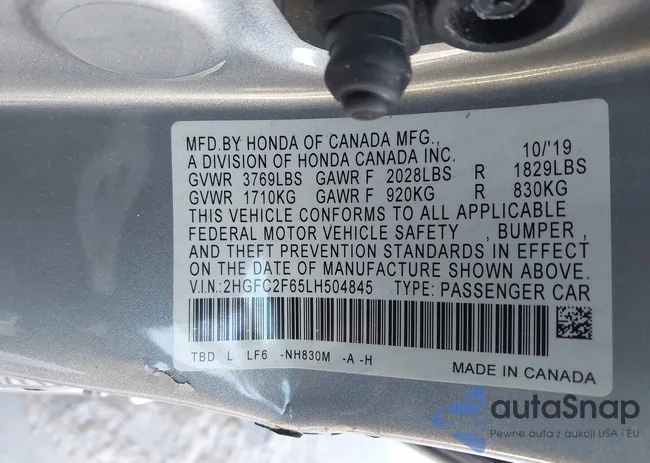 MFD.BY HONDA OF CANADA MFG., 10/'19
A DIVISION OF HONDA CANADA INC.
GVWR 3769LBS GAWR F 2028LBS R 1829LBS
GVWR 1710KG GAWR F 920KG R 830KG
THIS VEHICLE CONFORMS TO ALL APPLICABLE
FEDERAL MOTOR VEHICLE SAFETY , BUMPER ,
AND THEFT PREVENTION STANDARDS IN EFFECT
ON THE DATE OF MANUFACTURE SHOWN ABOVE.
V.I.N.:2HGFC2F65LH504845 TYPE: PASSENGER CAR
TBD L LF6 -NH830M -A -H
MADE IN CANADA
autaSnap
Pewne auta z aukcji USA i EU